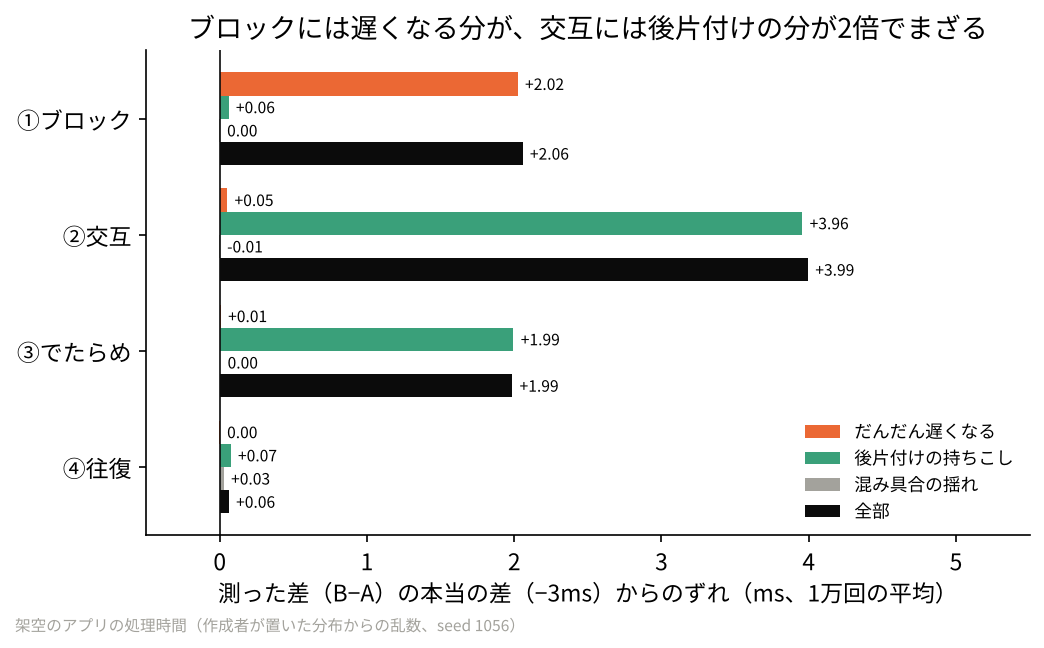 ブロックには遅くなる分が、交互には後片付けの分が2倍でまざる
①ブロック
+2.02
+0.06
0.00
+2.06
②交互
+0.05
+3.96
-0.01
+3.99
③でたらめ
+0.01
+1.99
0.00
+1.99
④往復
0.00
+0.07
+0.03
+0.06
だんだん遅くなる
後片付けの持ちこし
混み具合の揺れ
全部
0 1 2 3 4 5
測った差（B−A）の本当の差（−3ms）からのずれ（ms、1万回の平均）
架空のアプリの処理時間（作成者が置いた分布からの乱数、seed 1056）